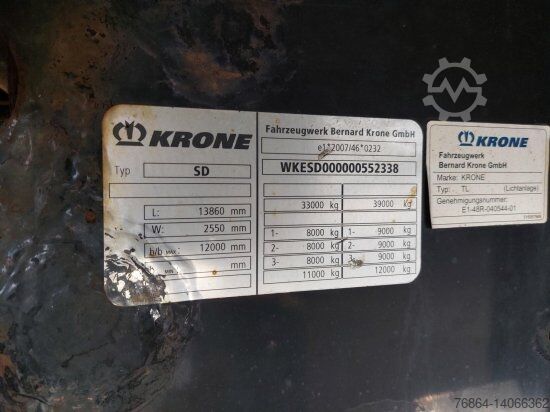 KRONE
Typ SD
L: 13860 mm
W: 2550 mm
b/b MAX.: 12000 mm
MIN.: mm
Fahrzeugwerk Bernard Krone GmbH
e1*2007/46*0232
WKESD000000552338
33000 kg 39000 kg
1- 8000 kg 1- 9000 kg
2- 8000 kg 2- 9000 kg
3- 8000 kg 3- 9000 kg
11000 kg 12000 kg
KRONE
Fahrzeugwerk
Bernard Krone GmbH
Marke: KRONE
Typ: TL (Lichtanlage)
Genehmigungsnummer:
E1-48R-040544-01
76864-14066362